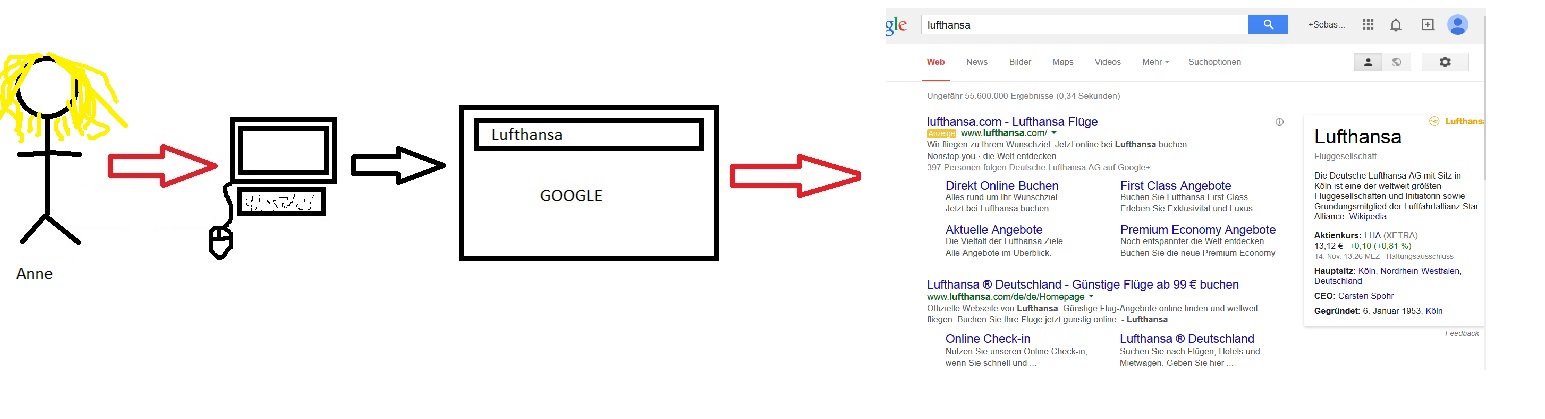 Anne
Lufthansa
GOOGLE
gle
lufthansa
+Sebas...
Web News Bilder Maps Videos Mehr Suchoptionen
Ungefähr 55.600.000 Ergebnisse (0,34 Sekunden)
lufthansa.com - Lufthansa Flüge
Anzeige www.lufthansa.com/
Wir fliegen zu Ihrem Wunschziel. Jetzt online bei Lufthansa buchen
Nonstop you - die Welt entdecken
397 Personen folgen Deutsche Lufthansa AG auf Google+
Direkt Online Buchen
Alles rund um Ihr Wunschziel
Jetzt bei Lufthansa buchen.
First Class Angebote
Buchen Sie Lufthansa First Class
Erleben Sie Exklusivität und Luxus
Aktuelle Angebote
Die Vielfalt der Lufthansa Ziele
Alle Angebote im Überblick.
Premium Economy Angebote
Noch entspannter die Welt entdecken
Buchen Sie die neue Premium Economy
Lufthansa ® Deutschland - Günstige Flüge ab 99 € buchen
www.lufthansa.com/de/de/Homepage
Offizielle Webseite von Lufthansa. Günstige Flug-Angebote online finden und weltweit
fliegen. Buchen Sie Ihre Flüge jetzt günstig online. - Lufthansa
Online Check-in
Nutzen Sie unseren Online Check-in,
wenn Sie schnell und ...
Lufthansa ® Deutschland
Suchen Sie nach Flügen, Hotels und
Mietwagen. Geben Sie hier ...
Lufthansa
Lufthansa
Fluggesellschaft
Die Deutsche Lufthansa AG mit Sitz in
Köln ist eine der weltweit größten
Fluggesellschaften und Initiatorin sowie
Gründungsmitglied der Luftfahrtallianz Star
Alliance. Wikipedia
Aktienkurs: LHA (XETRA)
13,12 € +0,10 (+0,81 %)
14. Nov. 13:26 MEZ - Haftungsausschluss
Hauptsitz: Köln, Nordrhein-Westfalen,
Deutschland
CEO: Carsten Spohr
Gegründet: 6. Januar 1953, Köln
Feedback